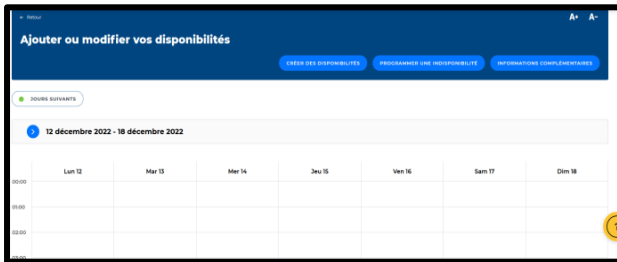 ← Retour
A+ A-
Ajouter ou modifier vos disponibilités
CRÉER DES DISPONIBILITÉS PROGRAMMER UNE INDISPONIBILITÉ INFORMATIONS COMPLÉMENTAIRES
JOURS SUIVANTS
12 décembre 2022 - 18 décembre 2022
Lun 12 Mar 13 Mer 14 Jeu 15 Ven 16 Sam 17 Dim 18
00:00
01:00
02:00
03:00